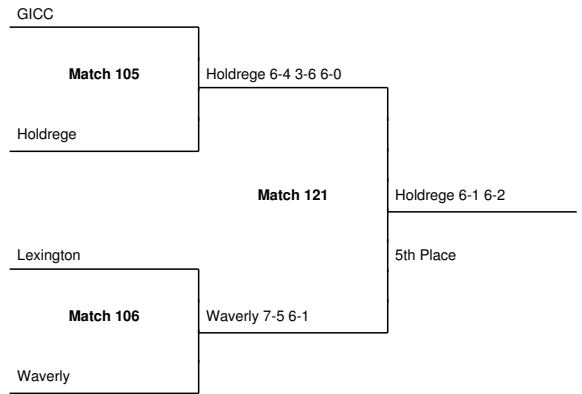 GICC
Match 105
Holdrege 6-4 3-6 6-0
Holdrege
Match 121
Holdrege 6-1 6-2
Lexington
5th Place
Match 106
Waverly 7-5 6-1
Waverly